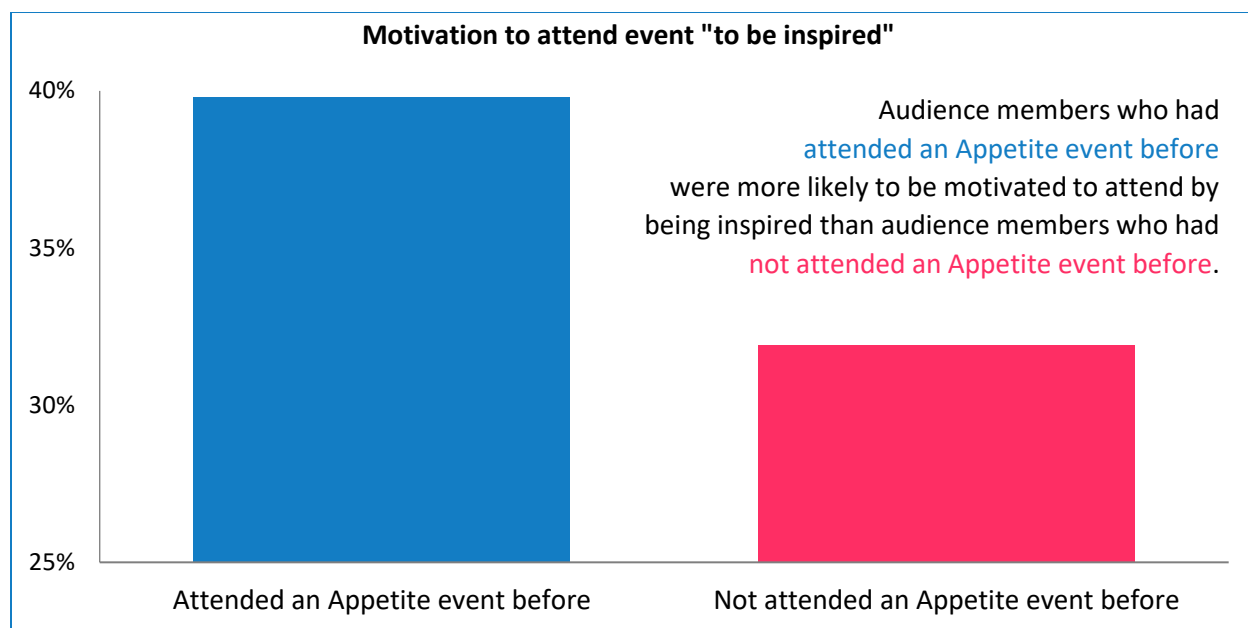 Motivation to attend event "to be inspired"
40%
35%
30%
25%
Audience members who had
attended an Appetite event before
were more likely to be motivated to attend by
being inspired than audience members who had
not attended an Appetite event before.
Attended an Appetite event before
Not attended an Appetite event before